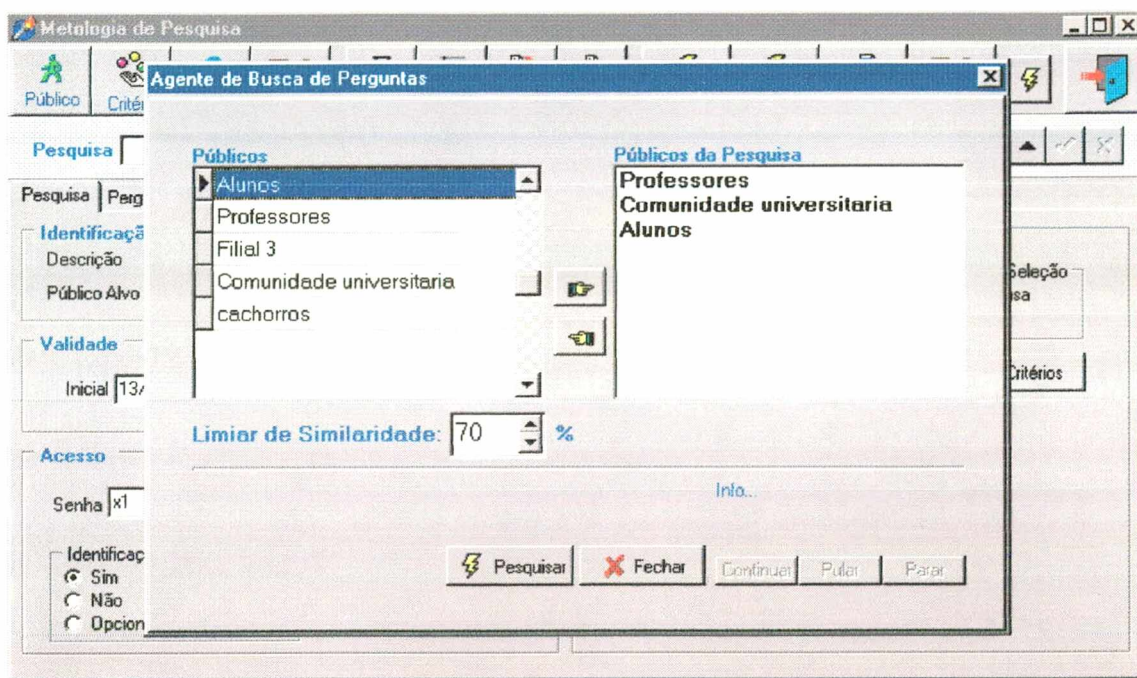 Metologia de Pesquisa
Público
Agente de Busca de Perguntas
Pesquisa
Públicos
Públicos da Pesquisa
Alunos
Professores
Filial 3
Comunidade universitaria
cachorros
Professores
Comunidade universitaria
Alunos
Pesquisa
Perg
Identificaçã
Descrição
Público Alvo
Seleção
Validade
Inicial 13/
Critérios
Limiar de Similaridade: 70 %
Acesso
Senha x1
Info...
Identificaç
Sim
Não
Opcion
Pesquisar
Fechar
Continuar
Pular
Parar